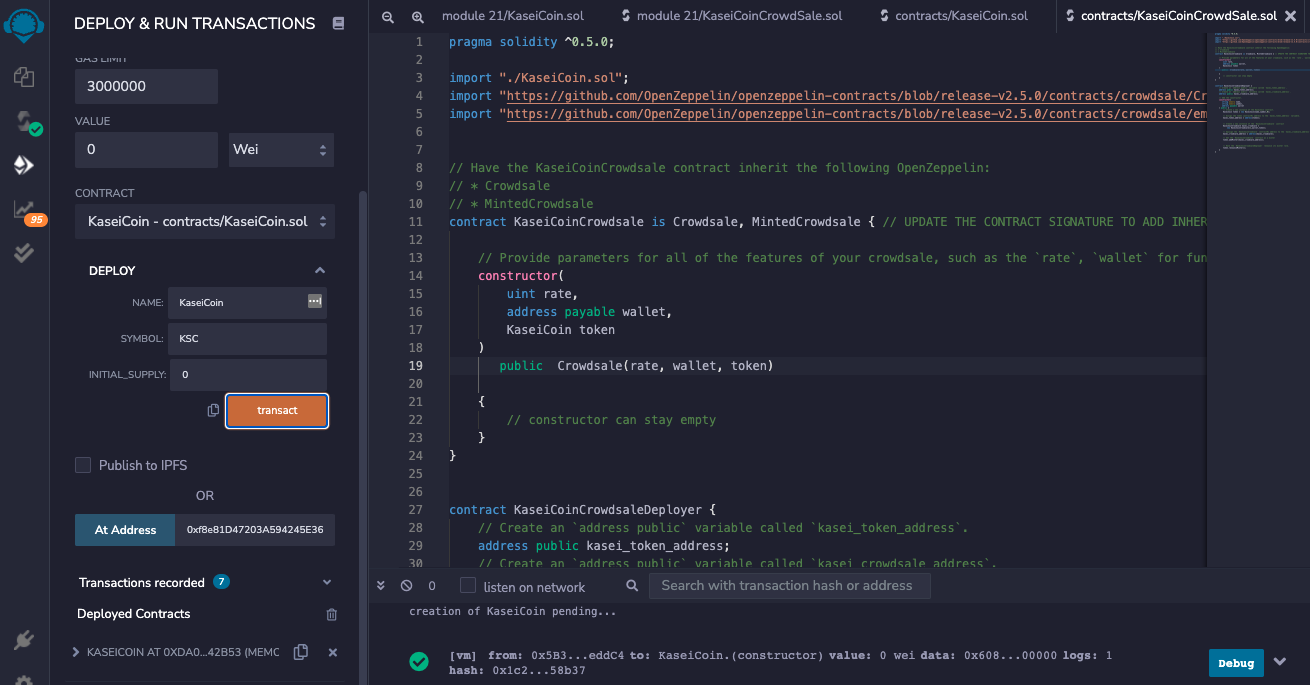 DEPLOY & RUN TRANSACTIONS
GAS LIMIT
3000000
VALUE
0
Wei
CONTRACT
KaseiCoin - contracts/KaseiCoin.sol
95
DEPLOY
NAME: KaseiCoin
SYMBOL: KSC
INITIAL_SUPPLY: 0
transact
Publish to IPFS
OR
At Address 0xf8e81D47203A594245E36
Transactions recorded 7
Deployed Contracts
KASEICOIN AT 0XDA0...42B53 (MEMO
module 21/KaseiCoin.sol
module 21/KaseiCoinCrowdSale.sol
contracts/KaseiCoin.sol
contracts/KaseiCoinCrowdSale.sol
1 pragma solidity ^0.5.0;
2
3 import "./KaseiCoin.sol";
4 import "https://github.com/OpenZeppelin/openzeppelin-contracts/blob/release-v2.5.0/contracts/crowdsale/Cr
5 import "https://github.com/OpenZeppelin/openzeppelin-contracts/blob/release-v2.5.0/contracts/crowdsale/em
6
7
8 // Have the KaseiCoinCrowdsale contract inherit the following OpenZeppelin:
9 // * Crowdsale
10 // * MintedCrowdsale
11 contract KaseiCoinCrowdsale is Crowdsale, MintedCrowdsale { // UPDATE THE CONTRACT SIGNATURE TO ADD INHER
12
13 // Provide parameters for all of the features of your crowdsale, such as the `rate`, `wallet` for fun
14 constructor(
15 uint rate,
16 address payable wallet,
17 KaseiCoin token
18 )
19 public Crowdsale(rate, wallet, token)
20
21 {
22 // constructor can stay empty
23 }
24 }
25
26
27 contract KaseiCoinCrowdsaleDeployer {
28 // Create an `address public` variable called `kasei_token_address`.
29 address public kasei_token_address;
30 // Create an `address public` variable called `kasei_crowdsale_address`.
0
listen on network
Search with transaction hash or address
creation of KaseiCoin pending...
[vm] from: 0x5B3...eddC4 to: KaseiCoin.(constructor) value: 0 wei data: 0x608...00000 logs: 1
hash: 0x1c2...58b37
Debug